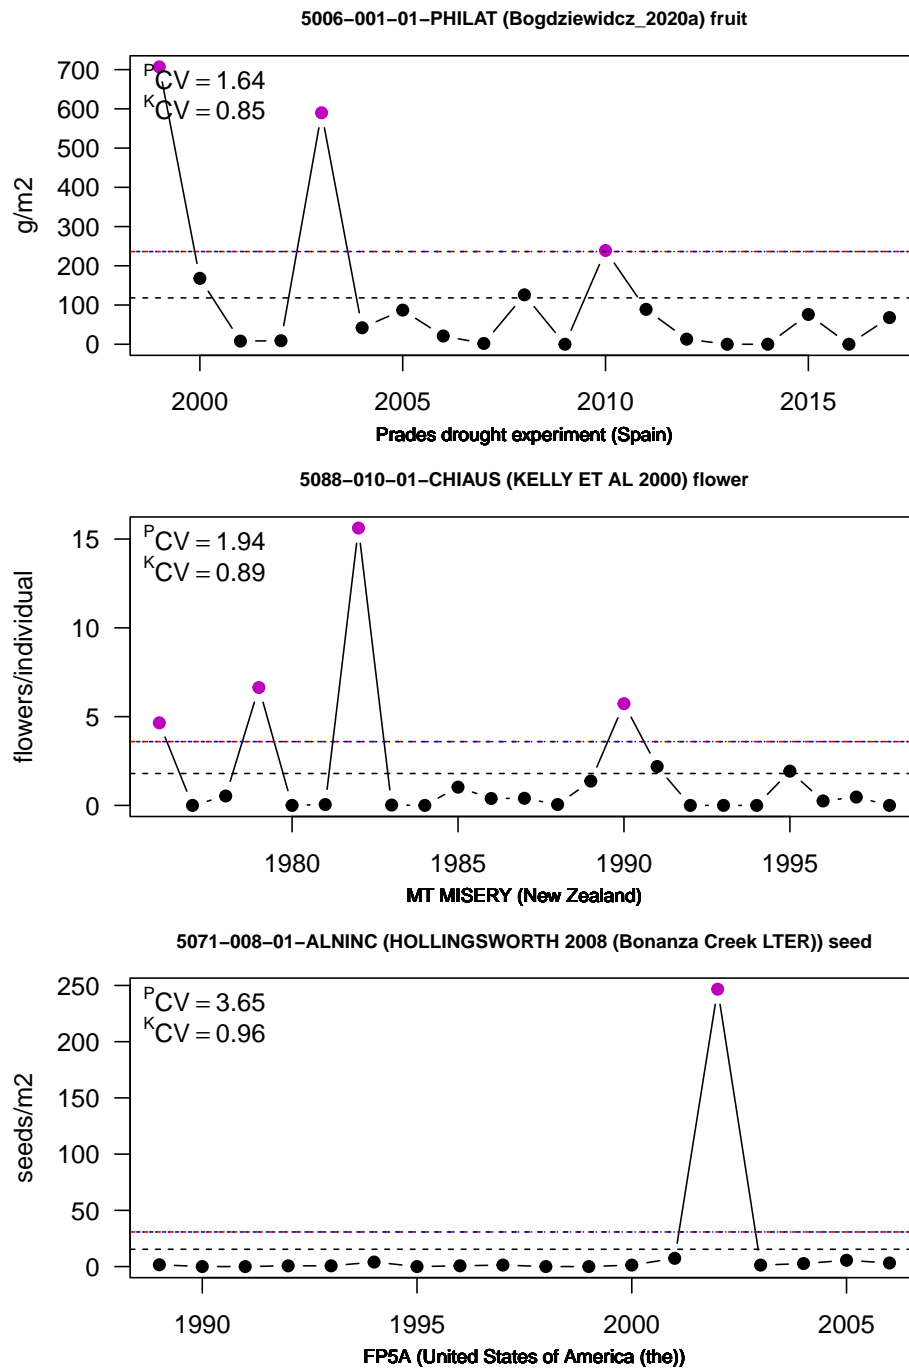 5006−001−01−PHILAT (Bogdziewidcz_2020a) fruit
PCV = 1.64
KCV = 0.85
700
600
500
400
300
200
100
0
g/m2
2000 2005 2010 2015
Prades drought experiment (Spain)
5088−010−01−CHIAUS (KELLY ET AL 2000) flower
PCV = 1.94
KCV = 0.89
15
10
5
0
flowers/individual
1980 1985 1990 1995
MT MISERY (New Zealand)
5071−008−01−ALNINC (HOLLINGSWORTH 2008 (Bonanza Creek LTER)) seed
PCV = 3.65
KCV = 0.96
250
200
150
100
50
0
seeds/m2
1990 1995 2000 2005
FP5A (United States of America (the))